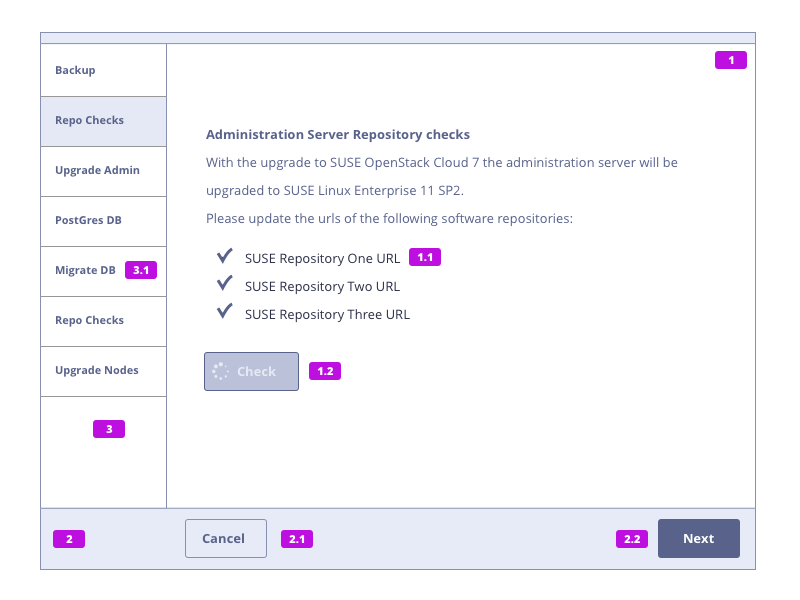 Backup
Repo Checks
Upgrade Admin
PostGres DB
Migrate DB 3.1
Repo Checks
Upgrade Nodes
3
1
Administration Server Repository checks
With the upgrade to SUSE OpenStack Cloud 7 the administration server will be
upgraded to SUSE Linux Enterprise 11 SP2.
Please update the urls of the following software repositories:
SUSE Repository One URL 1.1
SUSE Repository Two URL
SUSE Repository Three URL
Check 1.2
2 Cancel 2.1 2.2 Next